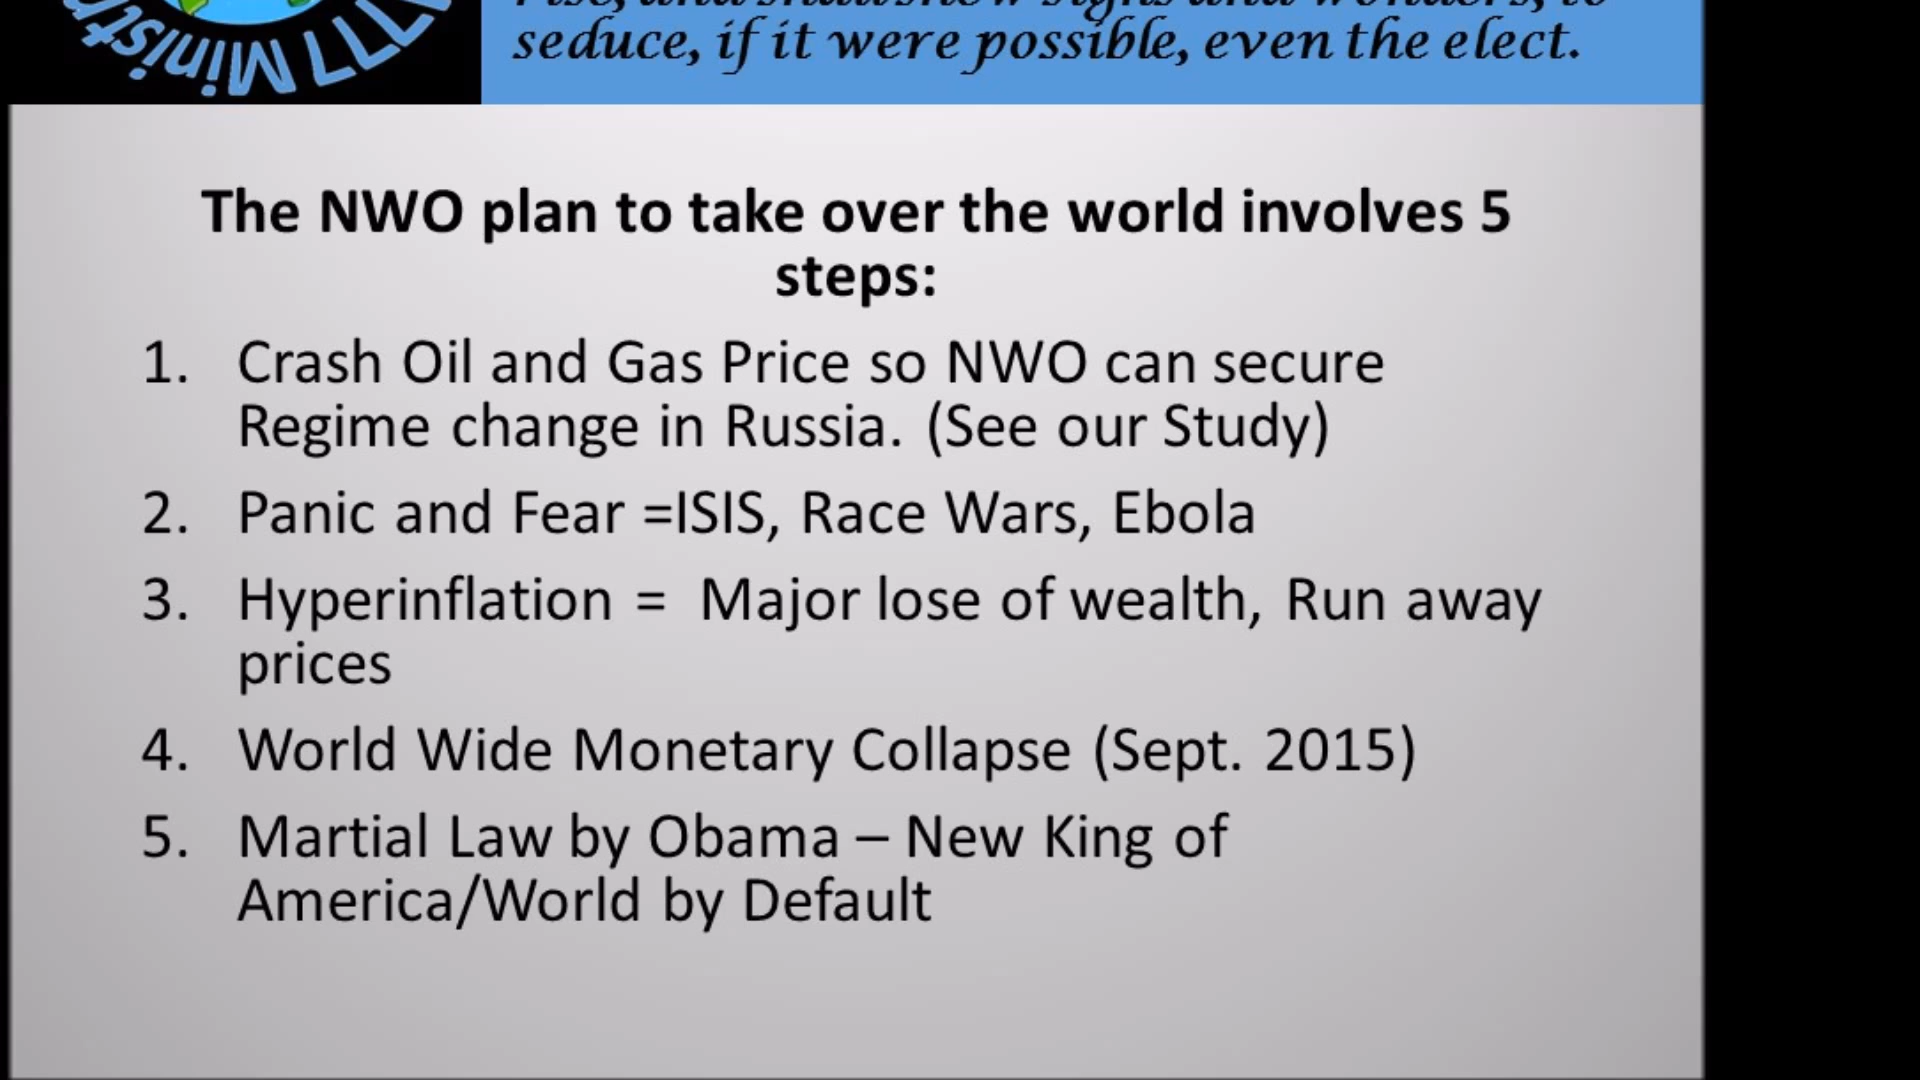 seduce, if it were possible, even the elect.
The NWO plan to take over the world involves 5
steps:
1. Crash Oil and Gas Price so NWO can secure
Regime change in Russia. (See our Study)
2. Panic and Fear =ISIS, Race Wars, Ebola
3. Hyperinflation = Major lose of wealth, Run away
prices
4. World Wide Monetary Collapse (Sept. 2015)
5. Martial Law by Obama – New King of
America/World by Default